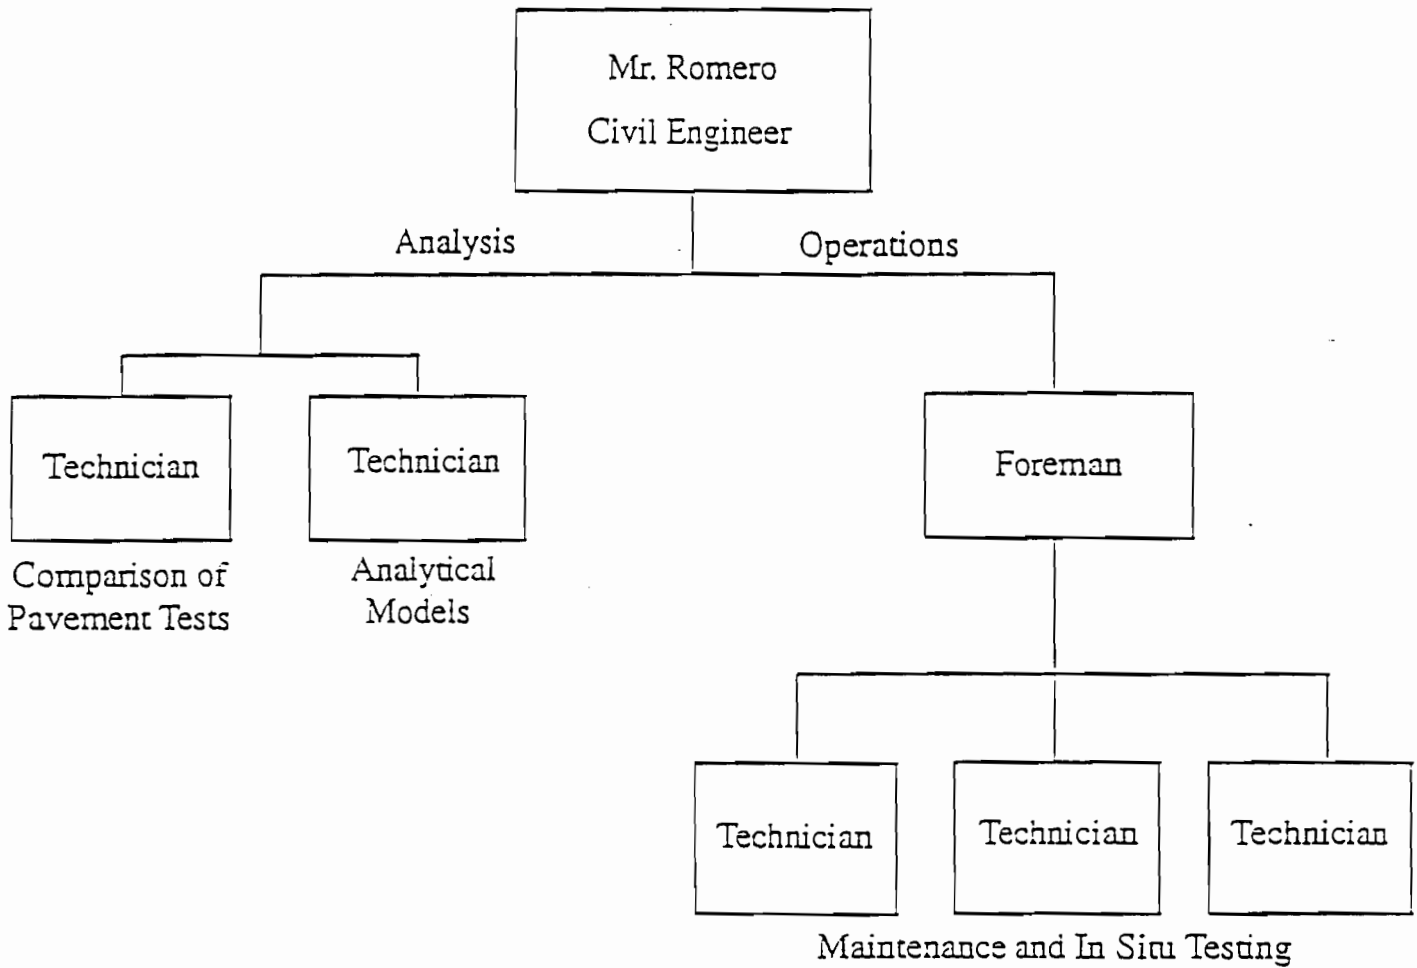 Mr. Romero
Civil Engineer
Analysis
Operations
Technician
Technician
Foreman
Comparison of
Pavement Tests
Analytical
Models
Technician
Technician
Technician
Maintenance and In Situ Testing